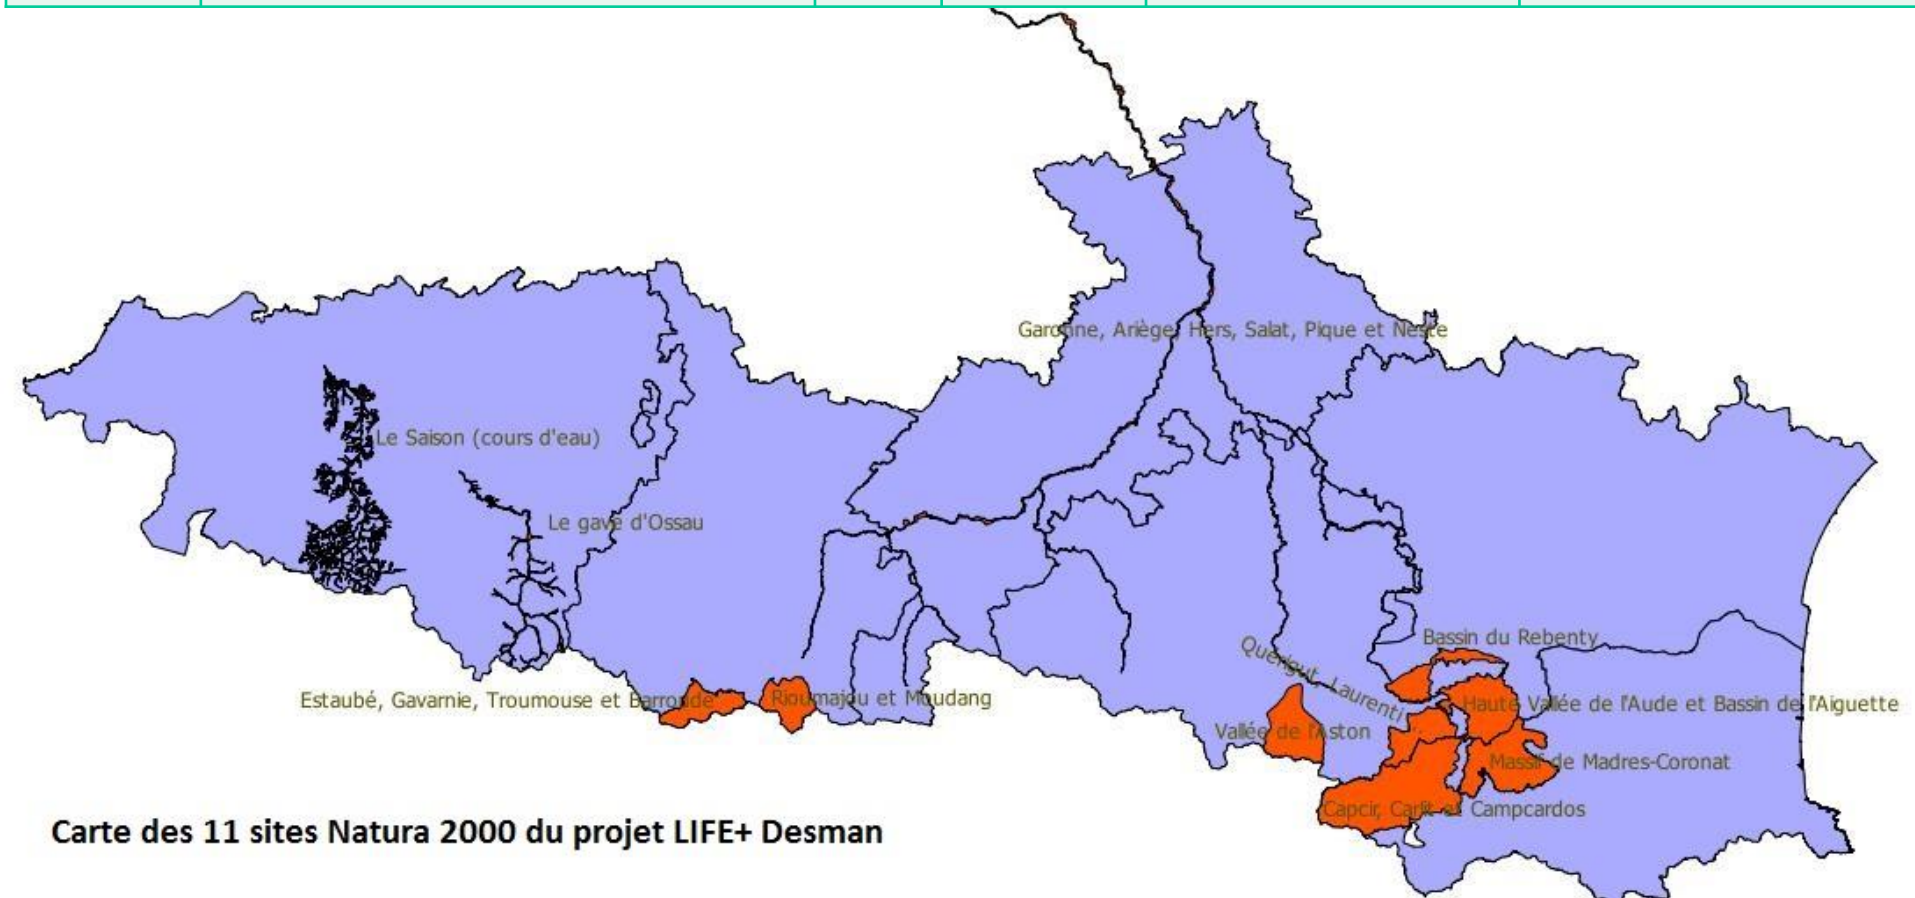 Garonne, Ariège, Hers, Salat, Pique et Neste
Le Saison (cours d'eau)
Le gave d'Ossau
Bassin du Rebenty
Estaubé, Gavarnie, Troumouse et Barroude
Rioumajou et Moudang
Quérigut, Laurenti...
Haute Vallée de l'Aude et Bassin de l'Aiguette
Vallée de l'Aston
Massif de Madres-Coronat
Capcir, Carlit et Campcardos
Carte des 11 sites Natura 2000 du projet LIFE+ Desman